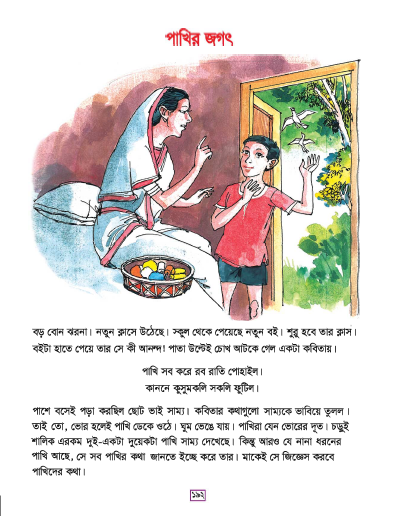 পাখির জগৎ
বড় বোন ঝরনা। নতুন ক্লাসে উঠেছে। স্কুল থেকে পেয়েছে নতুন বই। শুরু হবে তার ক্লাস।
বইটা হাতে পেয়ে তার সে কী আনন্দ! পাতা উল্টেই চোখ আটকে গেল একটা কবিতায়।
পাখি সব করে রব রাতি পোহাইল।
কাননে কুসুমকলি সকলি ফুটিল।
পাশে বসেই পড়া করছিল ছোট ভাই সাম্য। কবিতার কথাগুলো সাম্যকে ভাবিয়ে তুলল।
তাই তো, ভোর হলেই পাখি ডেকে ওঠে। ঘুম ভেঙে যায়। পাখিরা যেন ভোরের দূত। চড়ুই
শালিক এরকম দুই-একটা দুয়েকটা পাখি সাম্য দেখেছে। কিন্তু আরও যে নানা ধরনের
পাখি আছে, সে সব পাখির কথা জানতে ইচ্ছে করে তার। মাকেই সে জিজ্ঞেস করবে
পাখিদের কথা।
১৯২